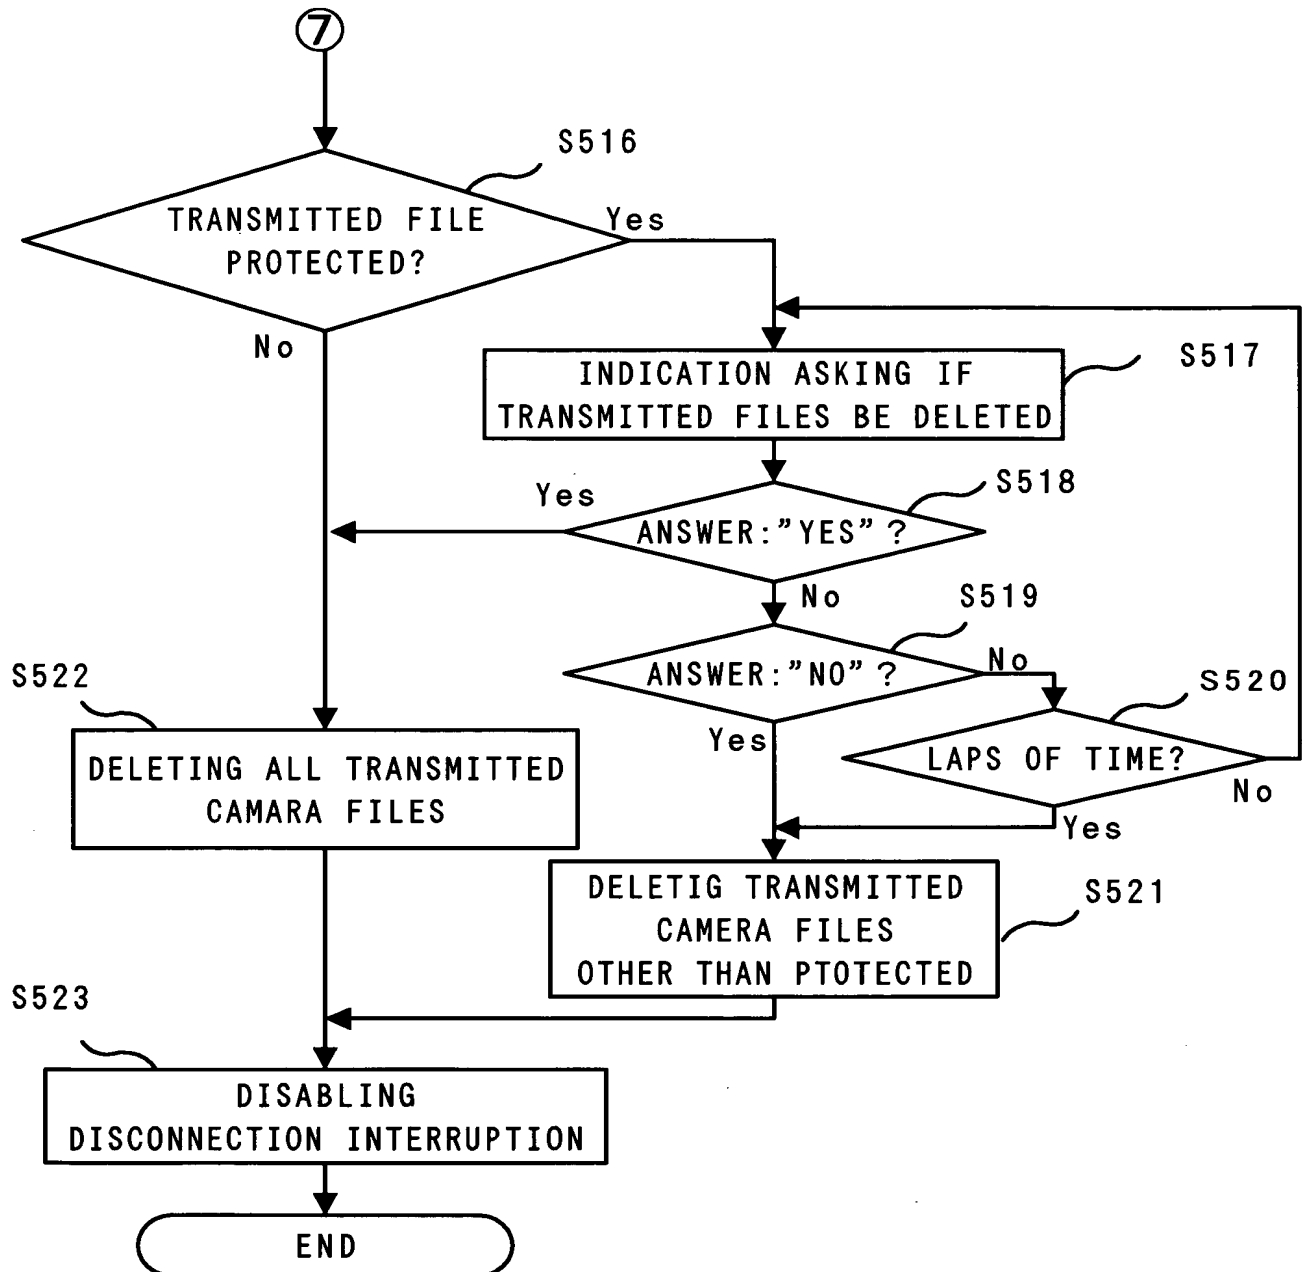 7
S516
TRANSMITTED FILE
PROTECTED?
Yes
No
S517
INDICATION ASKING IF
TRANSMITTED FILES BE DELETED
S518
Yes
ANSWER:"YES"?
No
S519
ANSWER:"NO"?
No
S520
Yes
LAPS OF TIME?
No
Yes
S522
DELETING ALL TRANSMITTED
CAMARA FILES
S521
DELETIG TRANSMITTED
CAMERA FILES
OTHER THAN PTOTECTED
S523
DISABLING
DISCONNECTION INTERRUPTION
END